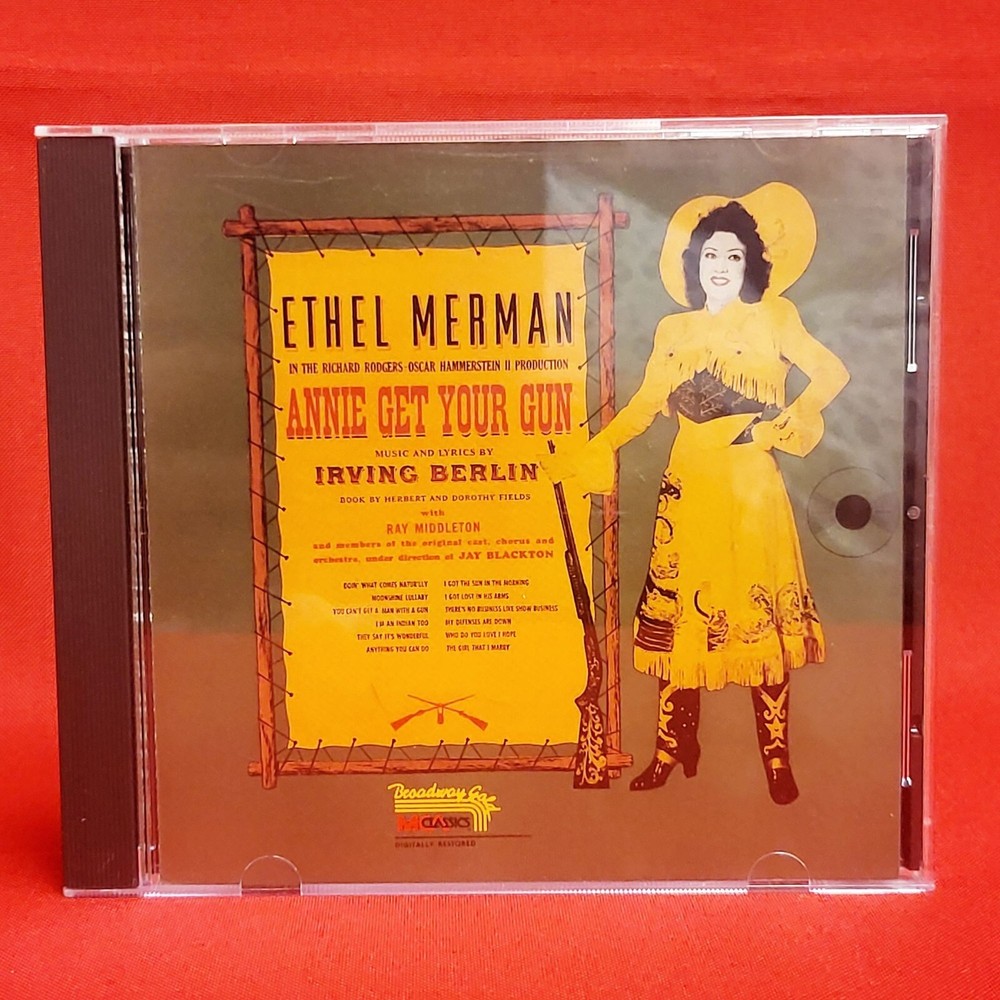 ETHEL MERMAN
IN THE RICHARD RODGERS-OSCAR HAMMERSTEIN II PRODUCTION
ANNIE GET YOUR GUN
MUSIC AND LYRICS BY
IRVING BERLIN
BOOK BY HERBERT AND DOROTHY FIELDS
with
RAY MIDDLETON
and members of the original cast, chorus and
orchestra, under direction of JAY BLACKTON
DOIN' WHAT COMES NATUR'LLY
MOONSHINE LULLABY
YOU CAN'T GET A MAN WITH A GUN
I'M AN INDIAN TOO
THEY SAY IT'S WONDERFUL
ANYTHING YOU CAN DO
I GOT THE SUN IN THE MORNING
I GOT LOST IN HIS ARMS
THERE'S NO BUSINESS LIKE SHOW BUSINESS
MY DEFENSES ARE DOWN
WHO DO YOU LOVE I HOPE
THE GIRL THAT I MARRY
Broadway
CLASSICS
DIGITALLY RESTORED